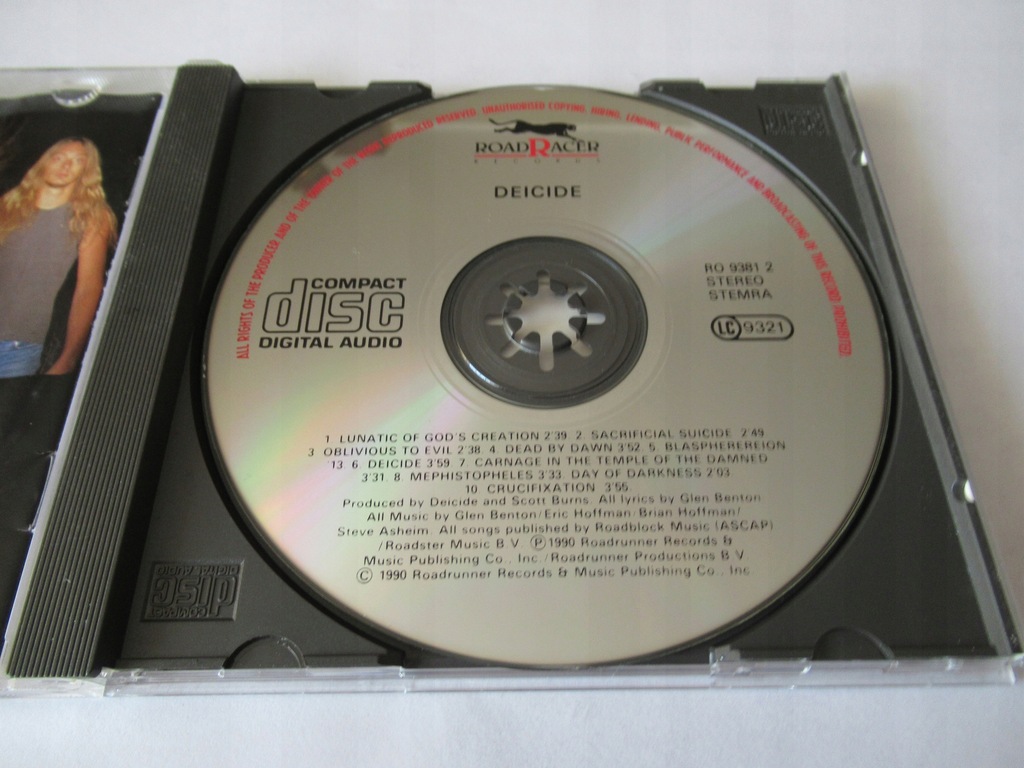 ALL RIGHTS OF THE PRODUCER AND OF THE OWNER OF THE WORK REPRODUCED RESERVED. UNAUTHORISED COPYING, HIRING, LENDING, PUBLIC PERFORMANCE AND BROADCASTING OF THIS RECORD PROHIBITED.
ROADRACER
RECORDS
DEICIDE
COMPACT
disc
DIGITAL AUDIO
RO 9381 2
STEREO
STEMRA
LC 9321
1. LUNATIC OF GOD'S CREATION 2'39. 2. SACRIFICIAL SUICIDE 2'49.
3 OBLIVIOUS TO EVIL 2'38. 4. DEAD BY DAWN 3'52. 5. BLASPHEREREION
13. 6. DEICIDE 3'59. 7. CARNAGE IN THE TEMPLE OF THE DAMNED
3'31. 8. MEPHISTOPHELES 3'33. DAY OF DARKNESS 2'03.
10. CRUCIFIXATION 3'55.
Produced by Deicide and Scott Burns. All lyrics by Glen Benton.
All Music by Glen Benton/Eric Hoffman/Brian Hoffman/
Steve Asheim. All songs published by Roadblock Music (ASCAP)
/Roadster Music B.V. Ⓟ1990 Roadrunner Records &
Music Publishing Co., Inc./Roadrunner Productions B.V.
© 1990 Roadrunner Records & Music Publishing Co., Inc
COMPACT
disc
DIGITAL AUDIO